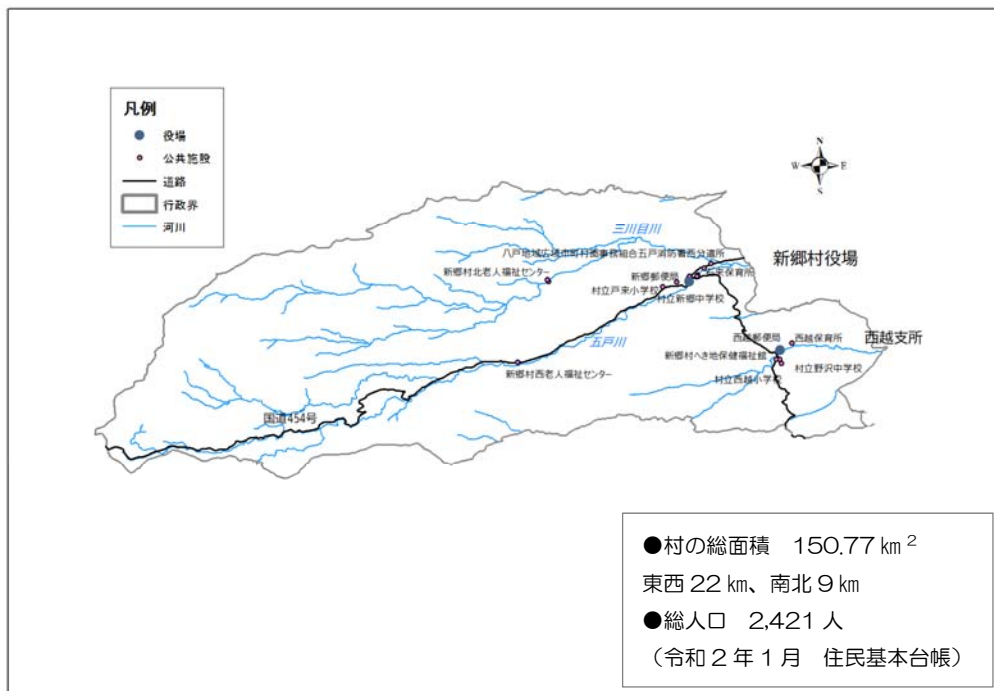 凡例
役場
公共施設
道路
行政界
河川
N
W E
S
三川目川
八戸地域広域市町村圏事務組合五戸消防署西分遣所
新郷村役場
新郷村北老人福祉センター
新郷郵便局
村立戸来小学校
村立新郷中学校
五戸川
西越郵便局
西越保育所
西越支所
新郷村へき地保健福祉館
村立野沢中学校
新郷村西老人福祉センター
村立西越小学校
国道454号
●村の総面積 150.77 km²
東西 22 km、南北 9 km
●総人口 2,421 人
(令和2年1月 住民基本台帳)